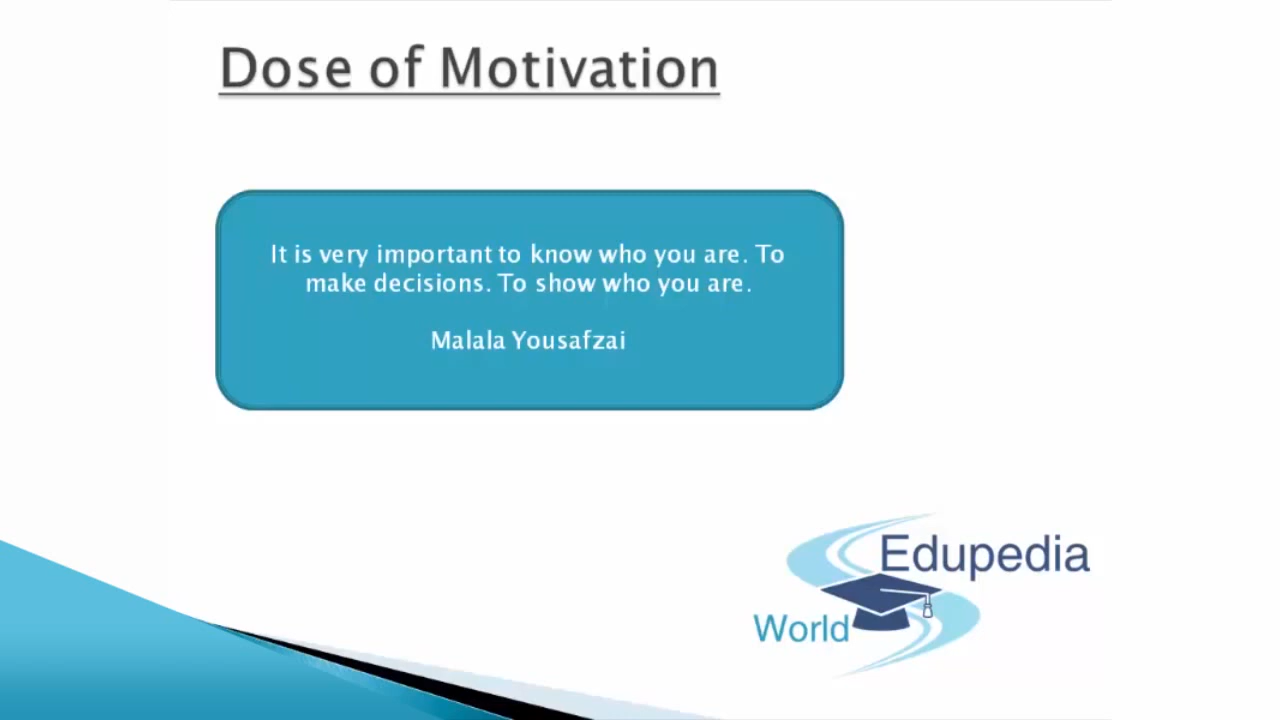 Dose of Motivation
It is very important to know who you are. To
make decisions. To show who you are.
Malala Yousafzai
Edupedia
World